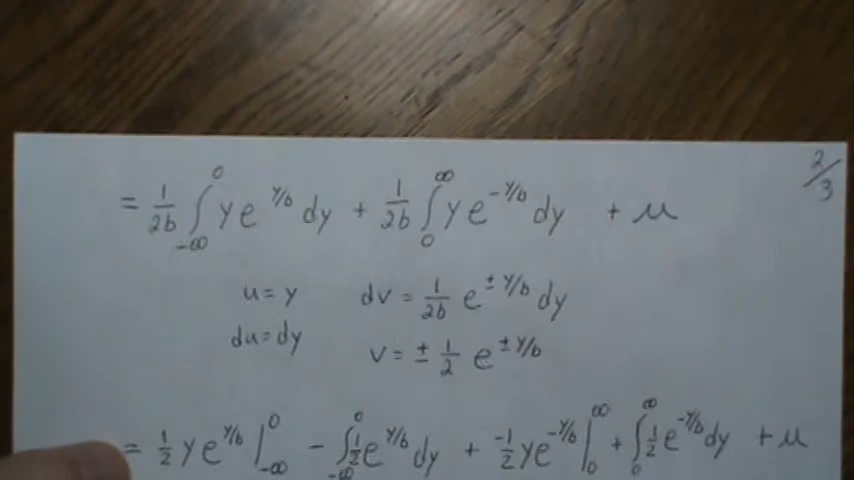 2/3
= 1/2b ∫_{-∞}^{0} y e^{y/b} dy + 1/2b ∫_{0}^{∞} y e^{-y/b} dy + μ
u = y dv = 1/2b e^{± y/b} dy
du = dy v = ± 1/2 e^{± y/b}
= 1/2 y e^{y/b} |_{-∞}^{0} - ∫_{-∞}^{0} 1/2 e^{y/b} dy + -1/2 y e^{-y/b} |_{0}^{∞} + ∫_{0}^{∞} 1/2 e^{-y/b} dy + μ